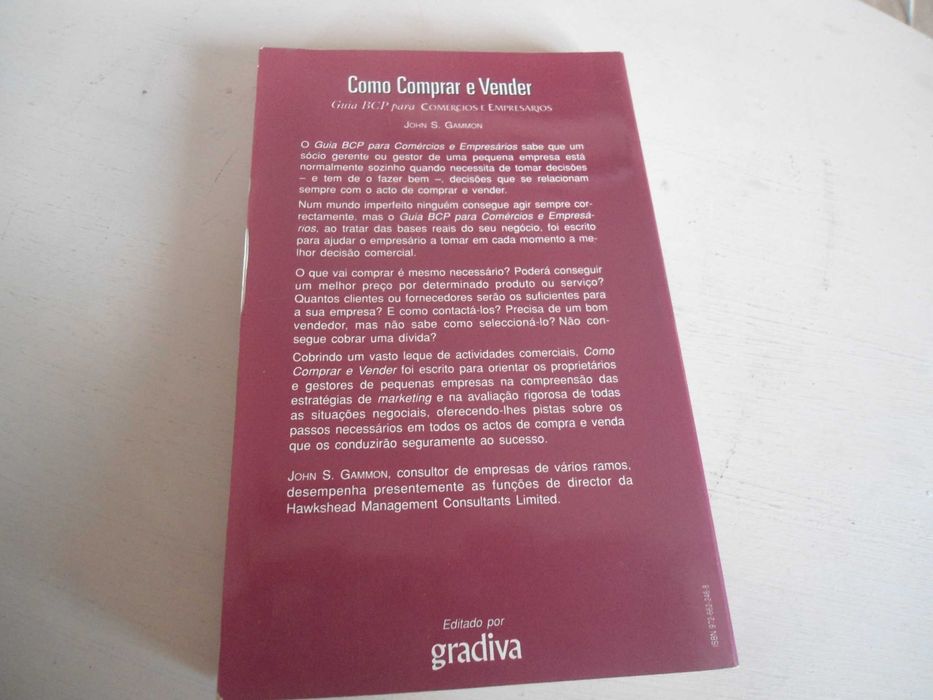 Como Comprar e Vender
Guia BCP para COMÉRCIOS E EMPRESÁRIOS
JOHN S. GAMMON
O Guia BCP para Comércios e Empresários sabe que um
sócio gerente ou gestor de uma pequena empresa está
normalmente sozinho quando necessita de tomar decisões
– e tem de o fazer bem –, decisões que se relacionam
sempre com o acto de comprar e vender.
Num mundo imperfeito ninguém consegue agir sempre cor-
rectamente, mas o Guia BCP para Comércios e Empresá-
rios, ao tratar das bases reais do seu negócio, foi escrito
para ajudar o empresário a tomar em cada momento a me-
lhor decisão comercial.
O que vai comprar é mesmo necessário? Poderá conseguir
um melhor preço por determinado produto ou serviço?
Quantos clientes ou fornecedores serão os suficientes para
a sua empresa? E como contactá-los? Precisa de um bom
vendedor, mas não sabe como seleccioná-lo? Não con-
segue cobrar uma dívida?
Cobrindo um vasto leque de actividades comerciais, Como
Comprar e Vender foi escrito para orientar os proprietários
e gestores de pequenas empresas na compreensão das
estratégias de marketing e na avaliação rigorosa de todas
as situações negociais, oferecendo-lhes pistas sobre os
passos necessários em todos os actos de compra e venda
que os conduzirão seguramente ao sucesso.
JOHN S. GAMMON, consultor de empresas de vários ramos,
desempenha presentemente as funções de director da
Hawkshead Management Consultants Limited.
Editado por
gradiva
ISBN 972-662-246-8